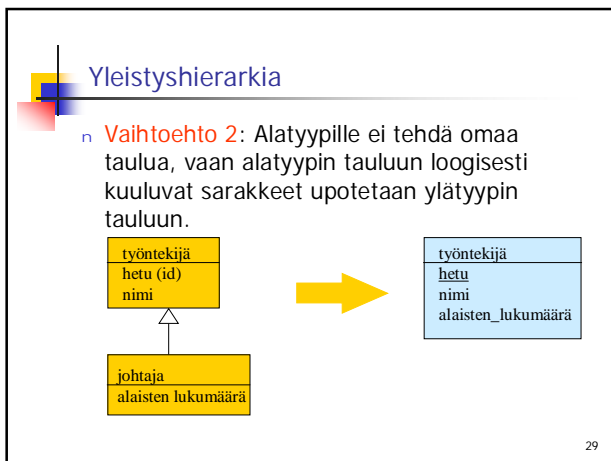 Yleistyshierarkia
n Vaihtoehto 2: Alatyypille ei tehdä omaa
taulua, vaan alatyypin tauluun loogisesti
kuuluvat sarakkeet upotetaan ylätyypin
tauluun.
työntekijä
hetu (id)
nimi
johtaja
alaisten lukumäärä
työntekijä
hetu
nimi
alaisten_lukumäärä
29